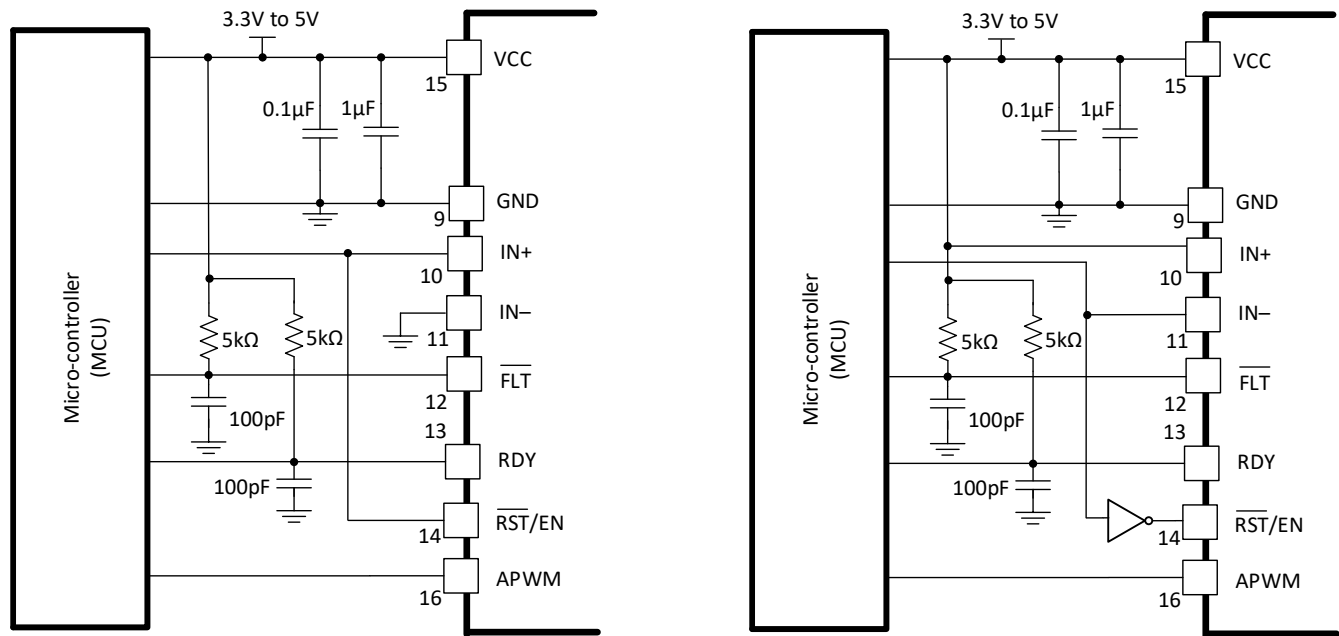 3.3V to 5V
VCC
15
0.1µF
1µF
GND
9
IN+
10
IN−
11
5kΩ
5kΩ
FLT
12
100pF
13
RDY
100pF
RST/EN
14
APWM
16
Micro-controller
(MCU)
3.3V to 5V
VCC
15
0.1µF
1µF
GND
9
IN+
10
IN−
11
5kΩ
5kΩ
FLT
12
100pF
13
RDY
100pF
RST/EN
14
APWM
16
Micro-controller
(MCU)